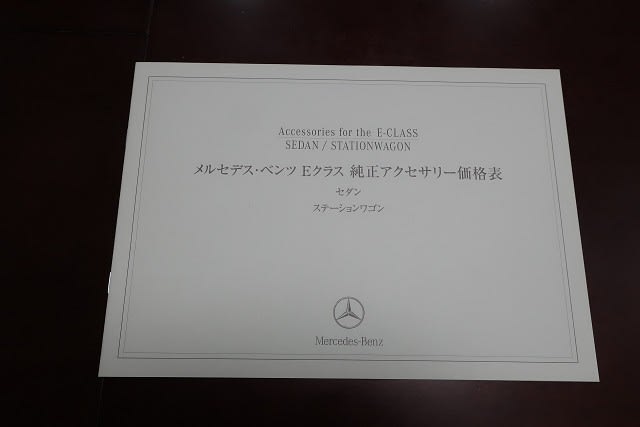 Accessories for the E-CLASS
SEDAN / STATIONWAGON
メルセデス・ベンツ Eクラス 純正アクセサリー価格表
セダン
ステーションワゴン
Mercedes-Benz